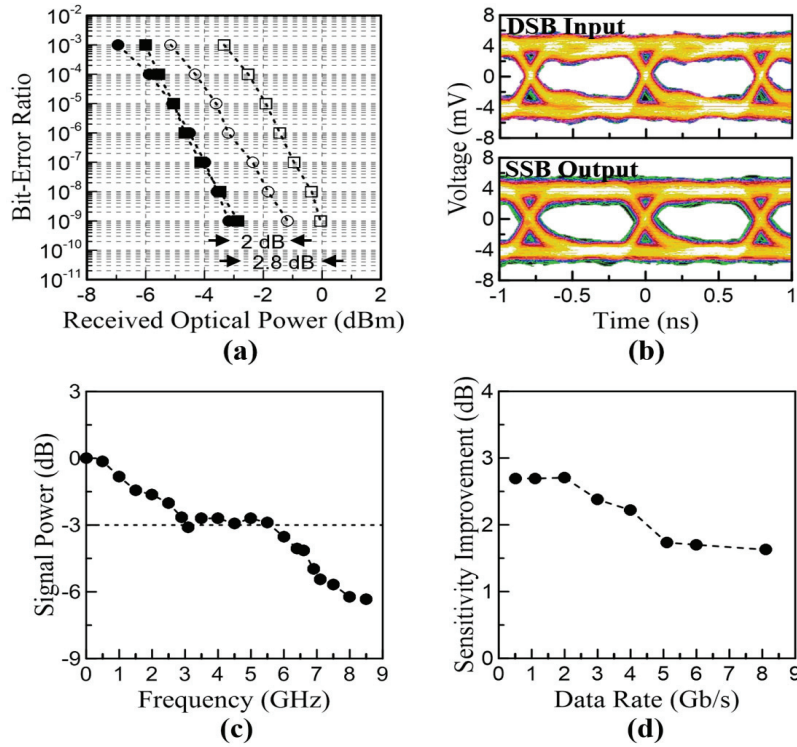 10⁻¹
10⁻²
10⁻³
10⁻⁴
10⁻⁵
10⁻⁶
10⁻⁷
10⁻⁸
10⁻⁹
10⁻¹⁰
10⁻¹¹
Bit-Error Ratio
2 dB
2.8 dB
-8 -6 -4 -2 0 2
Received Optical Power (dBm)
(a)
DSB Input
8
4
0
-4
-8
SSB Output
8
4
0
-4
-8
Voltage (mV)
-1 -0.5 0 0.5 1
Time (ns)
(b)
3
0
-3
-6
-9
Signal Power (dB)
0 1 2 3 4 5 6 7 8 9
Frequency (GHz)
(c)
4
3
2
1
0
Sensitivity Improvement (dB)
0 1 2 3 4 5 6 7 8 9
Data Rate (Gb/s)
(d)